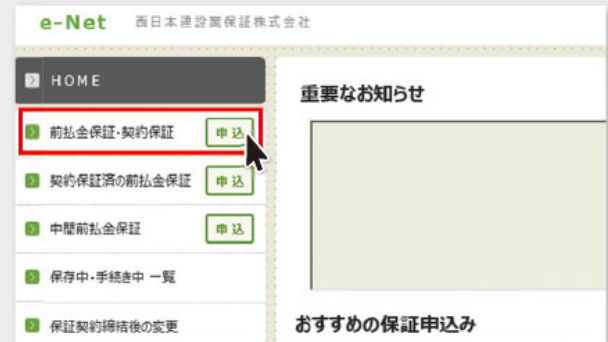 e-Net 西日本建設業保証株式会社
HOME
前払金保証・契約保証 申込
契約保証済の前払金保証 申込
中間前払金保証 申込
保存中・手続き中 一覧
保証契約締結後の変更
重要なお知らせ
おすすめの保証申込み